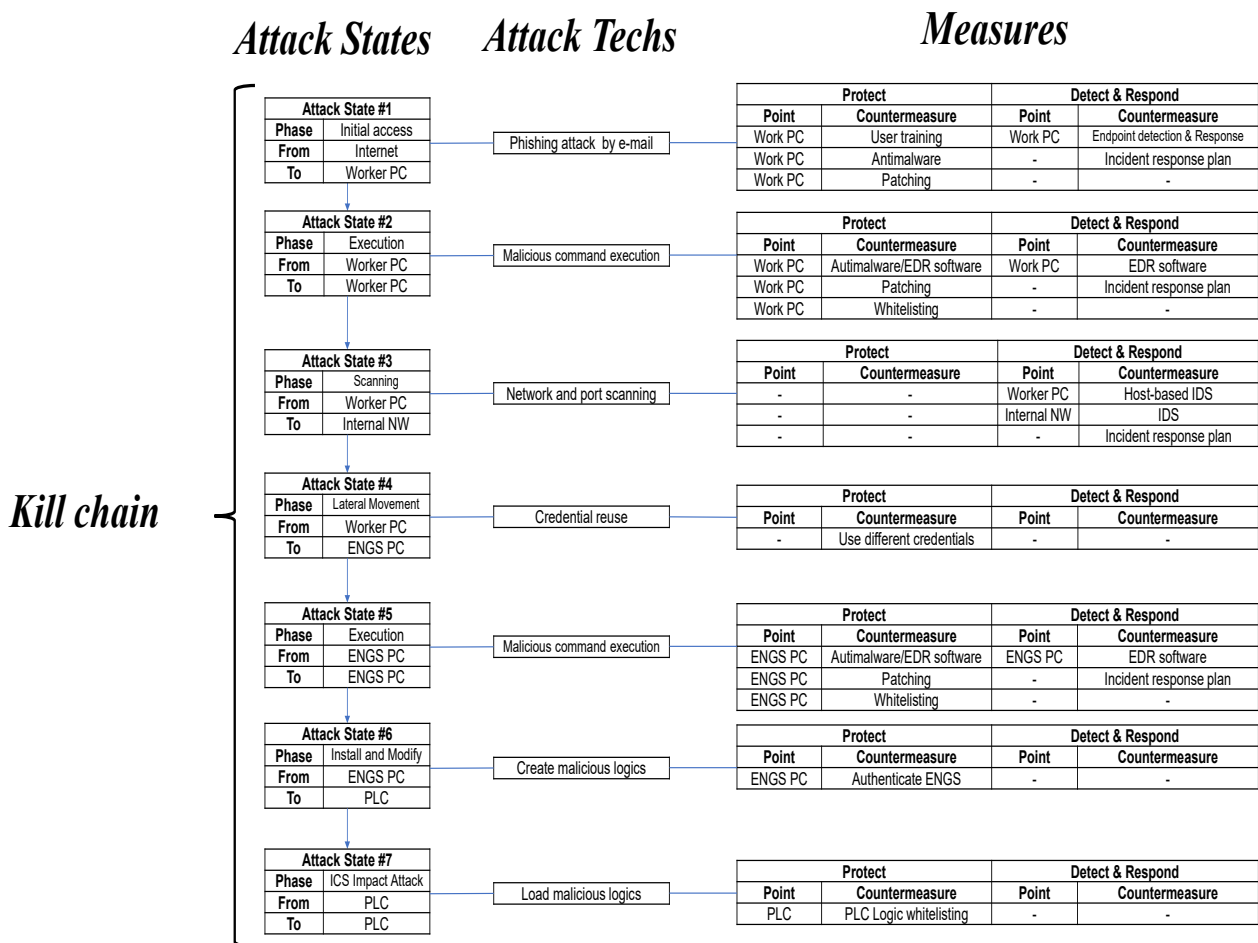 Attack States Attack Techs Measures
Kill chain
Attack State #1
Phase Initial access
From Internet
To Worker PC
Phishing attack by e-mail
Protect Detect & Respond
Point Countermeasure Point Countermeasure
Work PC User training Work PC Endpoint detection & Response
Work PC Antimalware - Incident response plan
Work PC Patching - -
Attack State #2
Phase Execution
From Worker PC
To Worker PC
Malicious command execution
Protect Detect & Respond
Point Countermeasure Point Countermeasure
Work PC Autimalware/EDR software Work PC EDR software
Work PC Patching - Incident response plan
Work PC Whitelisting - -
Attack State #3
Phase Scanning
From Worker PC
To Internal NW
Network and port scanning
Protect Detect & Respond
Point Countermeasure Point Countermeasure
- - Worker PC Host-based IDS
- - Internal NW IDS
- - - Incident response plan
Attack State #4
Phase Lateral Movement
From Worker PC
To ENGS PC
Credential reuse
Protect Detect & Respond
Point Countermeasure Point Countermeasure
- Use different credentials - -
Attack State #5
Phase Execution
From ENGS PC
To ENGS PC
Malicious command execution
Protect Detect & Respond
Point Countermeasure Point Countermeasure
ENGS PC Autimalware/EDR software ENGS PC EDR software
ENGS PC Patching - Incident response plan
ENGS PC Whitelisting - -
Attack State #6
Phase Install and Modify
From ENGS PC
To PLC
Create malicious logics
Protect Detect & Respond
Point Countermeasure Point Countermeasure
ENGS PC Authenticate ENGS - -
Attack State #7
Phase ICS Impact Attack
From PLC
To PLC
Load malicious logics
Protect Detect & Respond
Point Countermeasure Point Countermeasure
PLC PLC Logic whitelisting - -